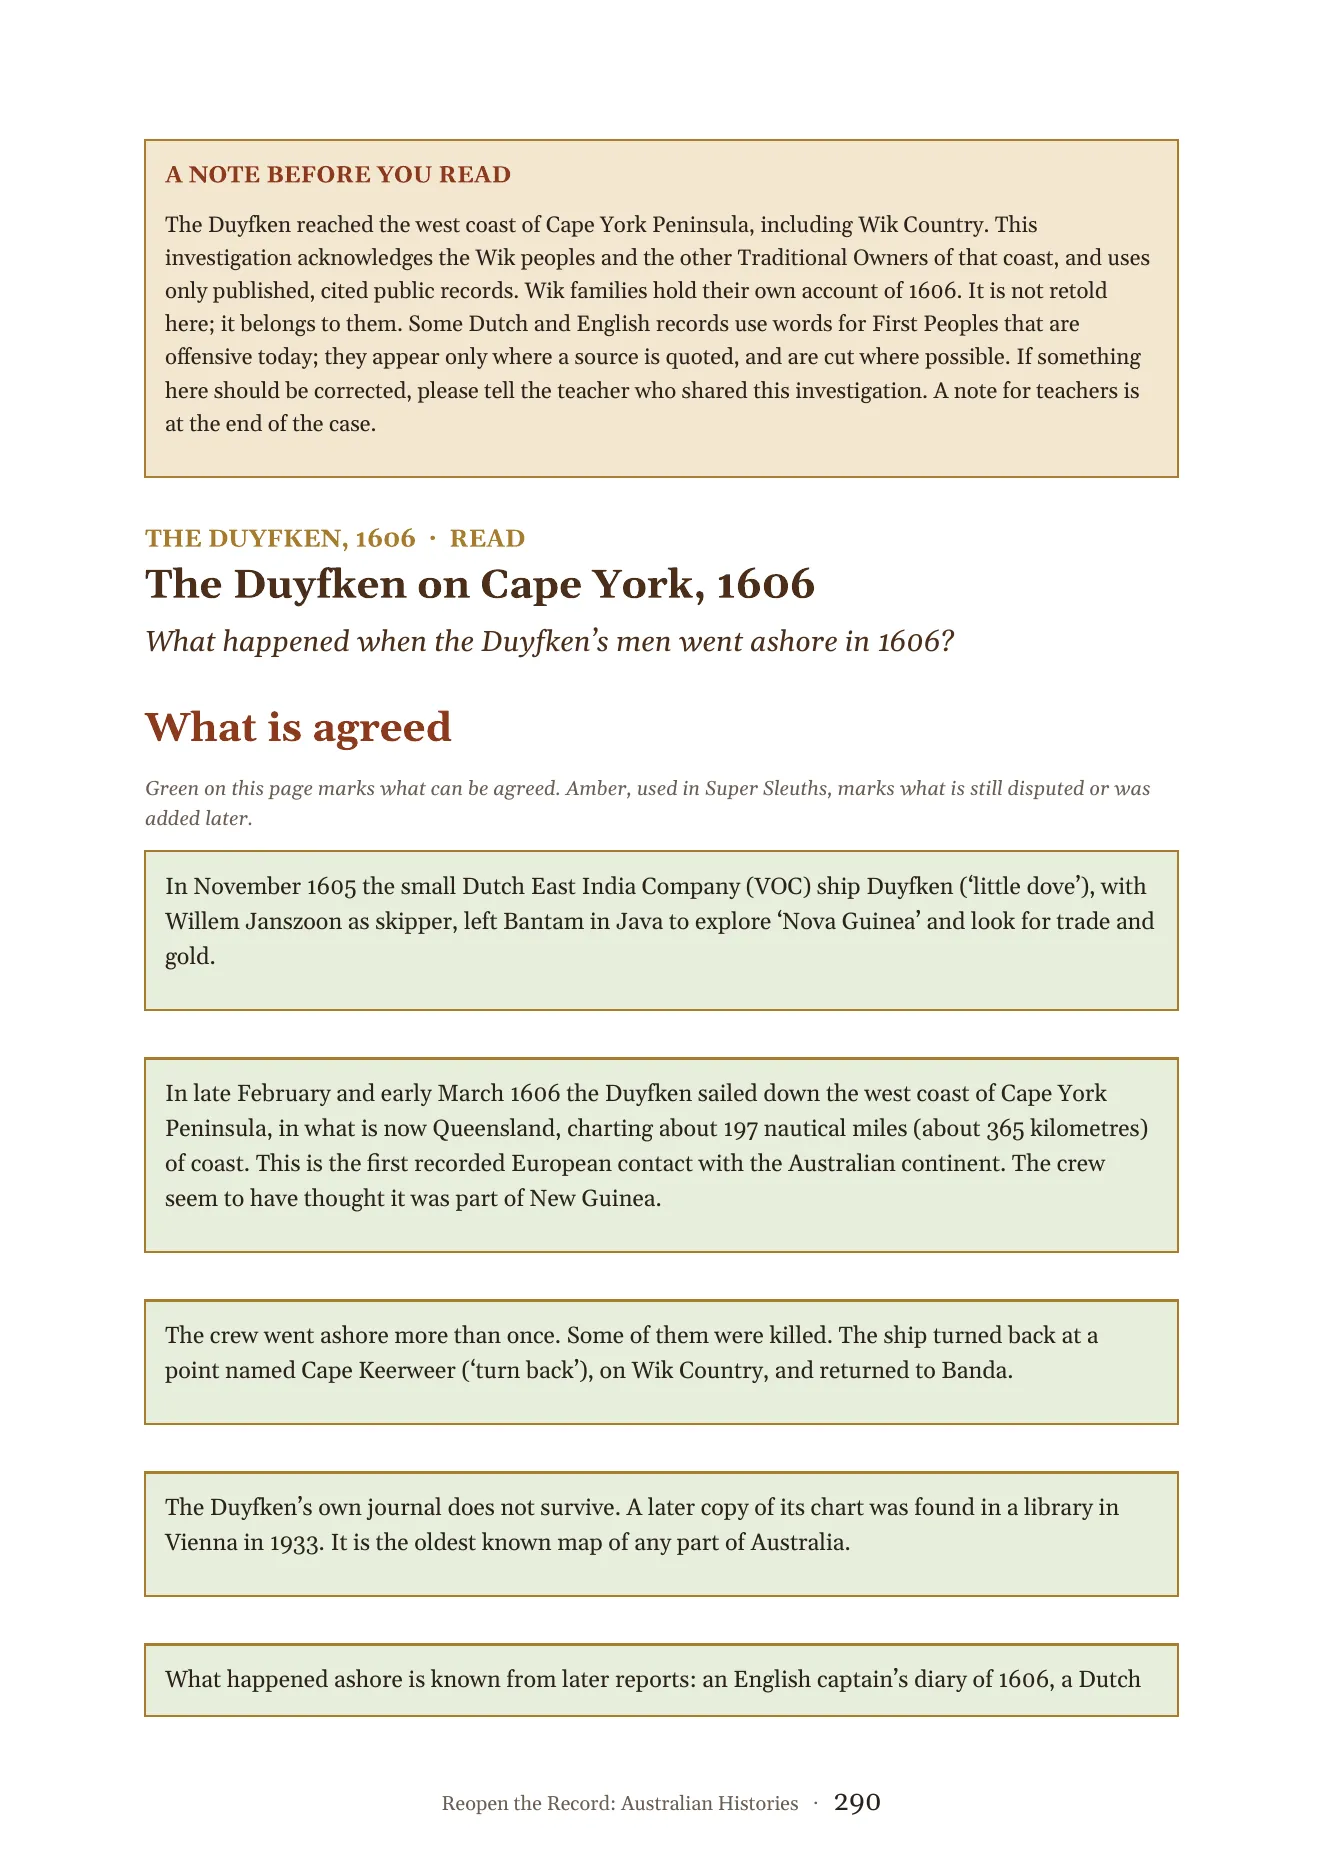 A NOTE BEFORE YOU READ
The Duyfken reached the west coast of Cape York Peninsula, including Wik Country. This
investigation acknowledges the Wik peoples and the other Traditional Owners of that coast, and uses
only published, cited public records. Wik families hold their own account of 1606. It is not retold
here; it belongs to them. Some Dutch and English records use words for First Peoples that are
offensive today; they appear only where a source is quoted, and are cut where possible. If something
here should be corrected, please tell the teacher who shared this investigation. A note for teachers is
at the end of the case.
THE DUYFKEN, 1606 · READ
The Duyfken on Cape York, 1606
What happened when the Duyfken’s men went ashore in 1606?
What is agreed
Green on this page marks what can be agreed. Amber, used in Super Sleuths, marks what is still disputed or was
added later.
In November 1605 the small Dutch East India Company (VOC) ship Duyfken (‘little dove’), with
Willem Janszoon as skipper, left Bantam in Java to explore ‘Nova Guinea’ and look for trade and
gold.
In late February and early March 1606 the Duyfken sailed down the west coast of Cape York
Peninsula, in what is now Queensland, charting about 197 nautical miles (about 365 kilometres)
of coast. This is the first recorded European contact with the Australian continent. The crew
seem to have thought it was part of New Guinea.
The crew went ashore more than once. Some of them were killed. The ship turned back at a
point named Cape Keerweer (‘turn back’), on Wik Country, and returned to Banda.
The Duyfken’s own journal does not survive. A later copy of its chart was found in a library in
Vienna in 1933. It is the oldest known map of any part of Australia.
What happened ashore is known from later reports: an English captain’s diary of 1606, a Dutch
Reopen the Record: Australian Histories · 290